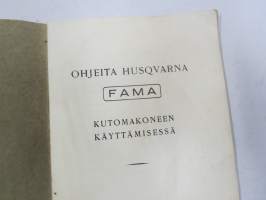 OHJEITA HUSQVARNA
FAMA
KUTOMAKONEEN
KÄYTTÄMISESSÄ